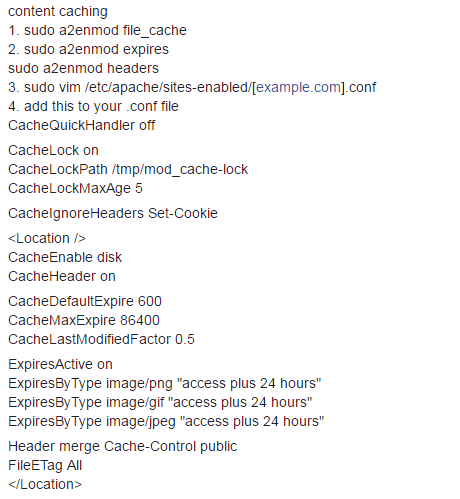 content caching
1. sudo a2enmod file_cache
2. sudo a2enmod expires
sudo a2enmod headers
3. sudo vim /etc/apache/sites-enabled/[example.com].conf
4. add this to your .conf file
CacheQuickHandler off
CacheLock on
CacheLockPath /tmp/mod_cache-lock
CacheLockMaxAge 5
CacheIgnoreHeaders Set-Cookie
<Location />
CacheEnable disk
CacheHeader on
CacheDefaultExpire 600
CacheMaxExpire 86400
CacheLastModifiedFactor 0.5
ExpiresActive on
ExpiresByType image/png "access plus 24 hours"
ExpiresByType image/gif "access plus 24 hours"
ExpiresByType image/jpeg "access plus 24 hours"
Header merge Cache-Control public
FileETag All
</Location>